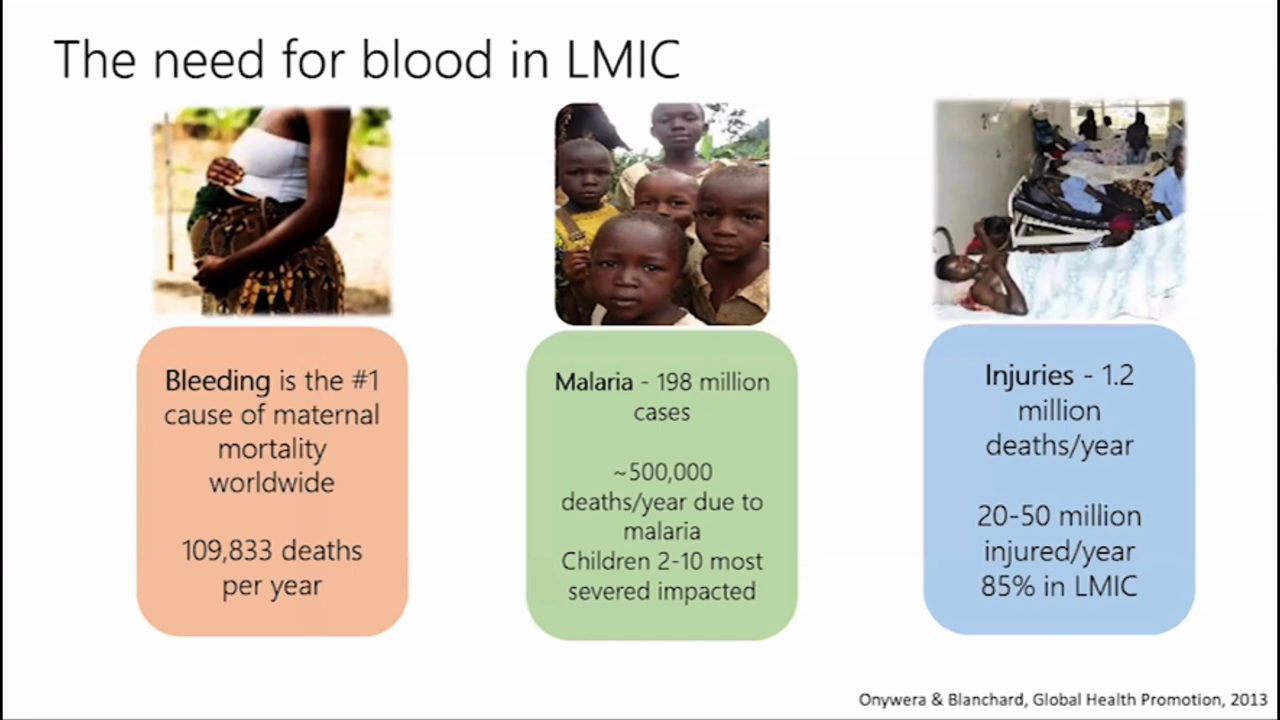 The need for blood in LMIC
Bleeding is the #1
cause of maternal
mortality
worldwide
109,833 deaths
per year
Malaria - 198 million
cases
~500,000
deaths/year due to
malaria
Children 2-10 most
severed impacted
Injuries - 1.2
million
deaths/year
20-50 million
injured/year
85% in LMIC
Onywera & Blanchard, Global Health Promotion, 2013